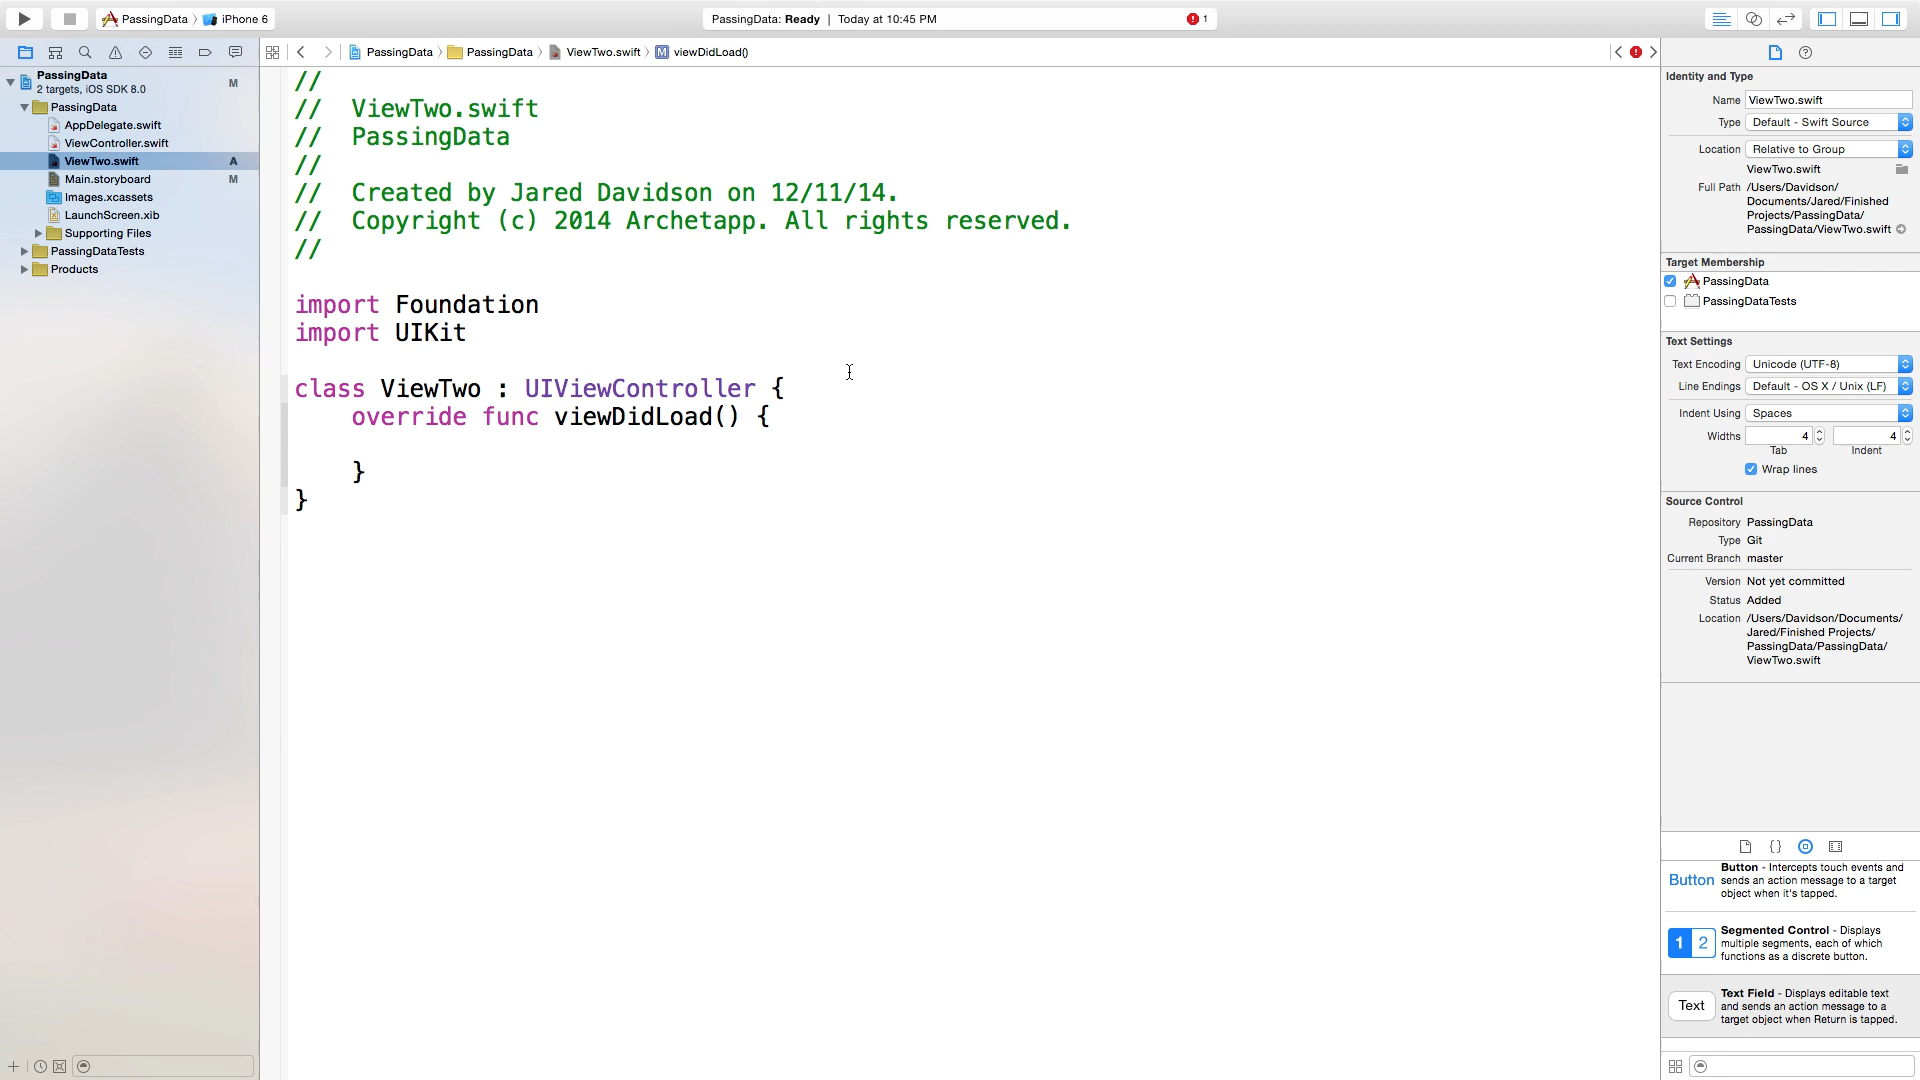 PassingData iPhone 6
PassingData: Ready | Today at 10:45 PM
1
PassingData PassingData ViewTwo.swift M viewDidLoad()
PassingData
2 targets, iOS SDK 8.0
M
PassingData
AppDelegate.swift
ViewController.swift
ViewTwo.swift A
Main.storyboard M
Images.xcassets
LaunchScreen.xib
Supporting Files
PassingDataTests
Products
//
// ViewTwo.swift
// PassingData
//
// Created by Jared Davidson on 12/11/14.
// Copyright (c) 2014 Archetapp. All rights reserved.
//
import Foundation
import UIKit
class ViewTwo : UIViewController {
override func viewDidLoad() {
}
}
Identity and Type
Name ViewTwo.swift
Type Default - Swift Source
Location Relative to Group
ViewTwo.swift
Full Path /Users/Davidson/
Documents/Jared/Finished
Projects/PassingData/
PassingData/ViewTwo.swift
Target Membership
PassingData
PassingDataTests
Text Settings
Text Encoding Unicode (UTF-8)
Line Endings Default - OS X / Unix (LF)
Indent Using Spaces
Widths 4 4
Tab Indent
Wrap lines
Source Control
Repository PassingData
Type Git
Current Branch master
Version Not yet committed
Status Added
Location /Users/Davidson/Documents/
Jared/Finished Projects/
PassingData/PassingData/
ViewTwo.swift
{}
Button
Button - Intercepts touch events and
sends an action message to a target
object when it's tapped.
1 2
Segmented Control - Displays
multiple segments, each of which
functions as a discrete button.
Text
Text Field - Displays editable text
and sends an action message to a
target object when Return is tapped.